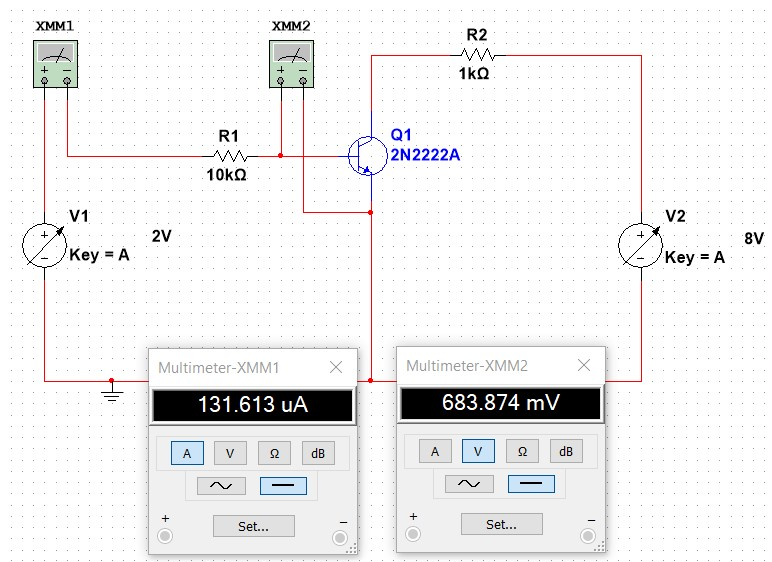 XMM1
XMM2
R2
1kΩ
R1
10kΩ
Q1
2N2222A
V1
2V
Key = A
V2
8V
Key = A
Multimeter-XMM1
131.613 uA
A V Ω dB
Set...
+ −
Multimeter-XMM2
683.874 mV
A V Ω dB
Set...
+ −